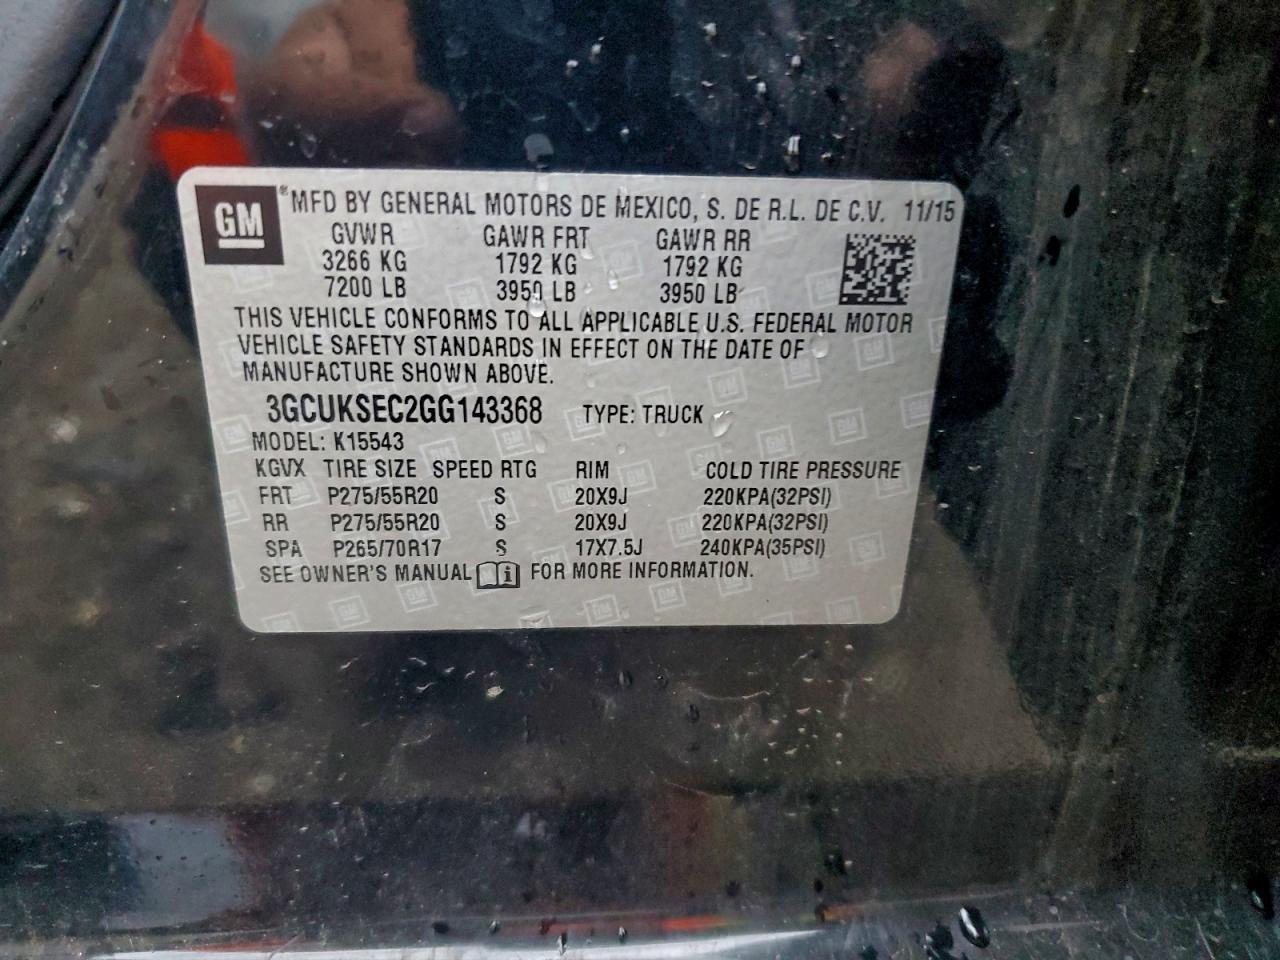 GM ® MFD BY GENERAL MOTORS DE MEXICO, S. DE R.L. DE C.V. 11/15
GVWR GAWR FRT GAWR RR
3266 KG 1792 KG 1792 KG
7200 LB 3950 LB 3950 LB
THIS VEHICLE CONFORMS TO ALL APPLICABLE U.S. FEDERAL MOTOR
VEHICLE SAFETY STANDARDS IN EFFECT ON THE DATE OF
MANUFACTURE SHOWN ABOVE.
3GCUKSEC2GG143368 TYPE: TRUCK
MODEL: K15543
KGVX TIRE SIZE SPEED RTG RIM COLD TIRE PRESSURE
FRT P275/55R20 S 20X9J 220KPA(32PSI)
RR P275/55R20 S 20X9J 220KPA(32PSI)
SPA P265/70R17 S 17X7.5J 240KPA(35PSI)
SEE OWNER'S MANUAL i FOR MORE INFORMATION.